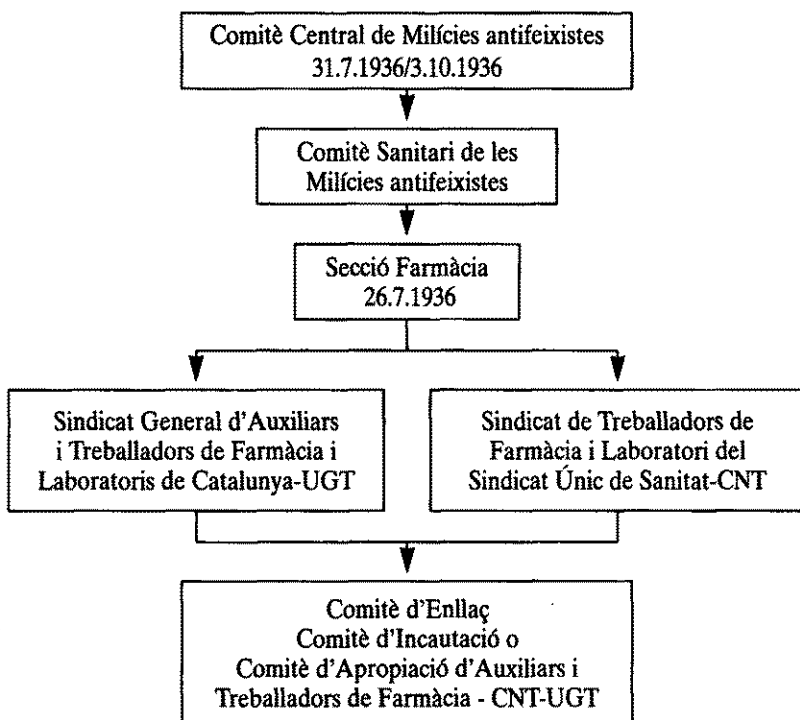 Comitè Central de Milícies antifeixistes
31.7.1936/3.10.1936
Comitè Sanitari de les
Milícies antifeixistes
Secció Farmàcia
26.7.1936
Sindicat General d'Auxiliars
i Treballadors de Farmàcia i
Laboratoris de Catalunya-UGT
Sindicat de Treballadors de
Farmàcia i Laboratori del
Sindicat Únic de Sanitat-CNT
Comitè d'Enllaç
Comitè d'Incautació o
Comitè d'Apropiació d'Auxiliars i
Treballadors de Farmàcia - CNT-UGT